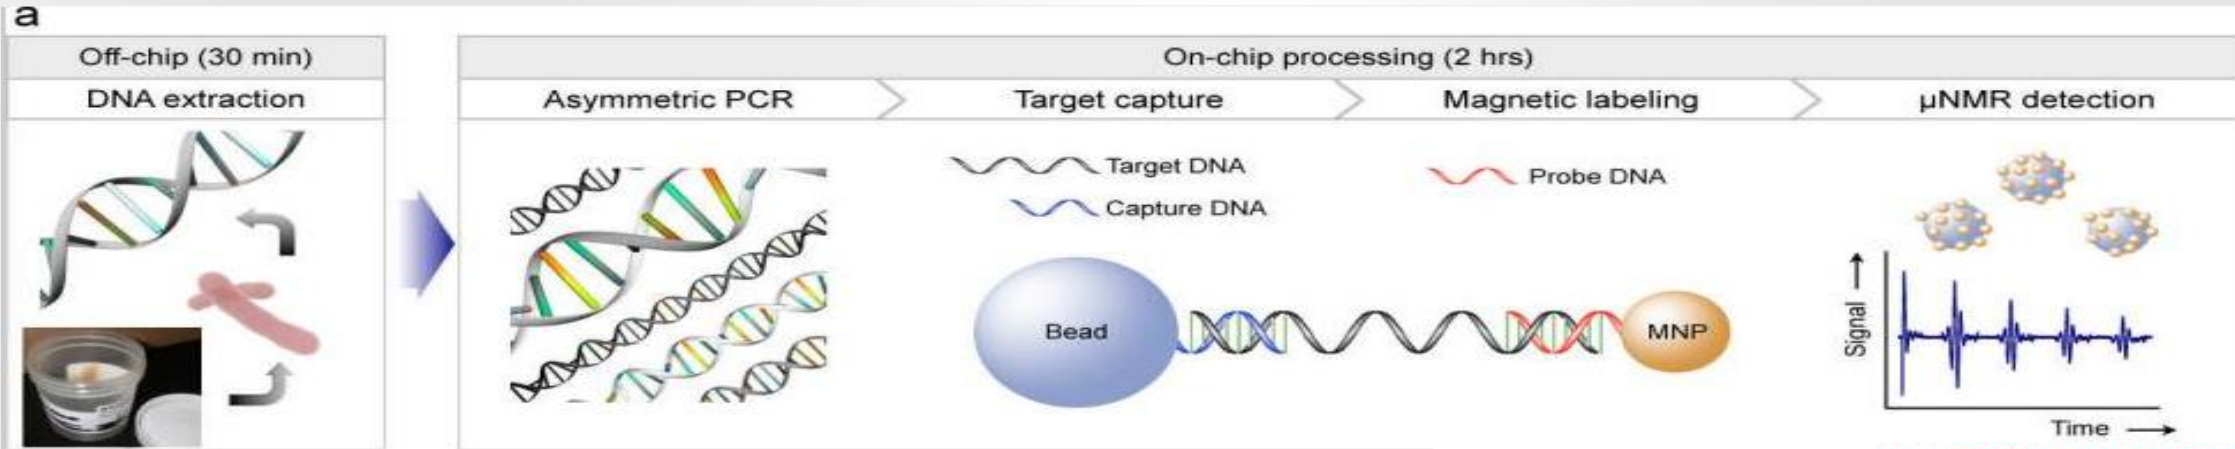 a
Off-chip (30 min)
On-chip processing (2 hrs)
DNA extraction
Asymmetric PCR
Target capture
Magnetic labeling
μNMR detection
Target DNA
Capture DNA
Probe DNA
Bead
MNP
Signal
Time